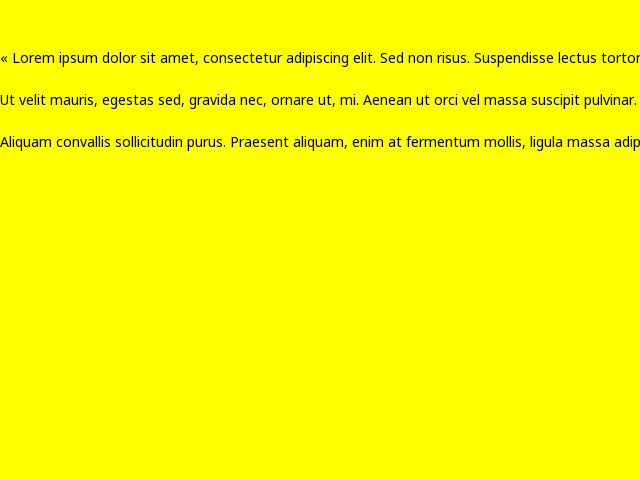 « Lorem ipsum dolor sit amet, consectetur adipiscing elit. Sed non risus. Suspendisse lectus tortor
Ut velit mauris, egestas sed, gravida nec, ornare ut, mi. Aenean ut orci vel massa suscipit pulvinar.
Aliquam convallis sollicitudin purus. Praesent aliquam, enim at fermentum mollis, ligula massa adip